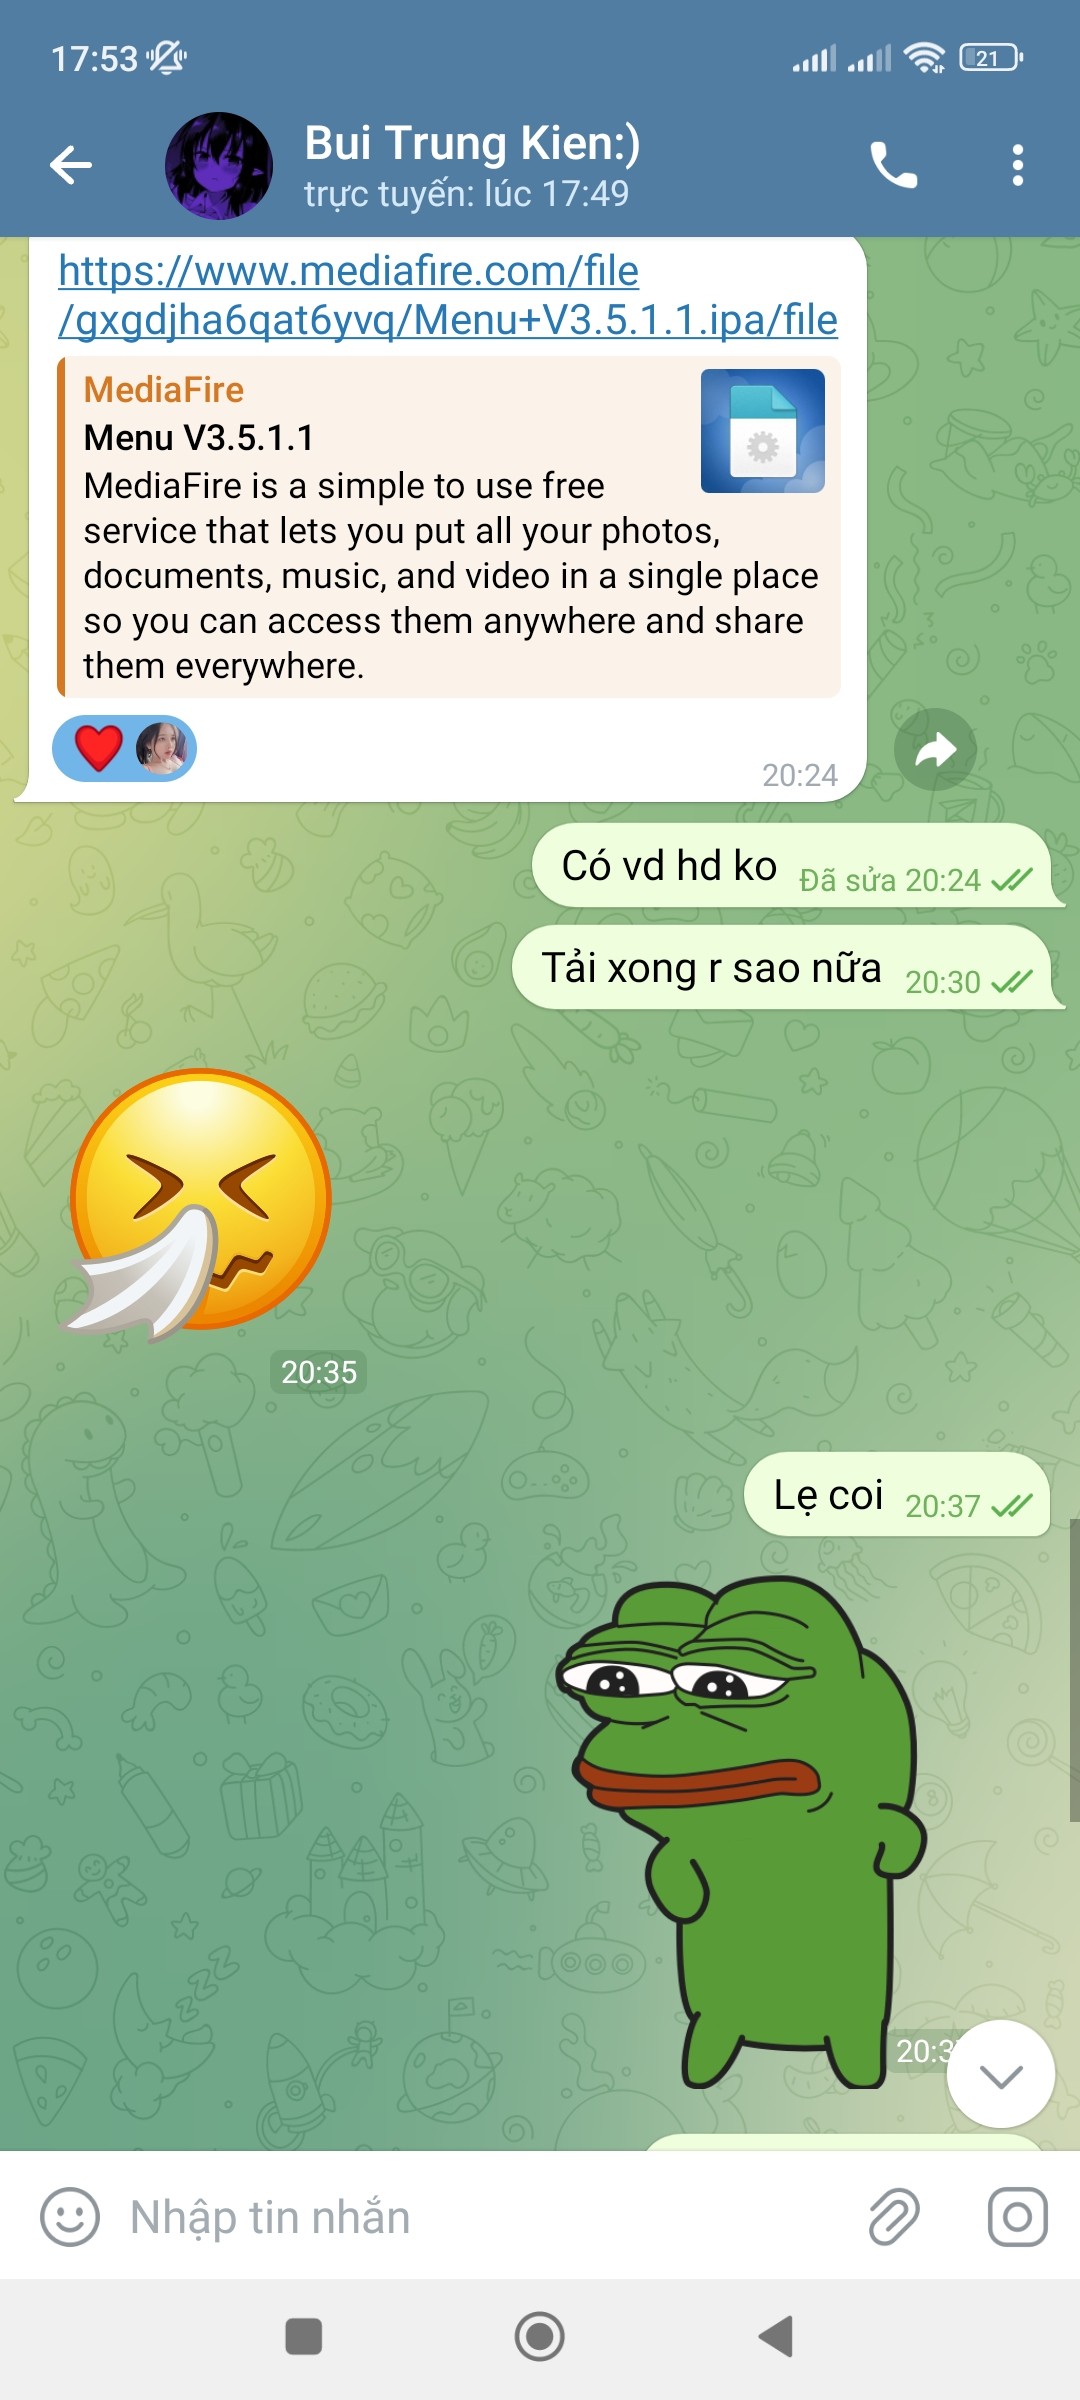 17:53
21
Bui Trung Kien:)
trực tuyến: lúc 17:49
https://www.mediafire.com/file
/gxgdjha6qat6yvq/Menu+V3.5.1.1.ipa/file
MediaFire
Menu V3.5.1.1
MediaFire is a simple to use free
service that lets you put all your photos,
documents, music, and video in a single place
so you can access them anywhere and share
them everywhere.
20:24
Có vd hd ko Đã sửa 20:24
Tải xong r sao nữa 20:30
20:35
Lẹ coi 20:37
Nhập tin nhắn